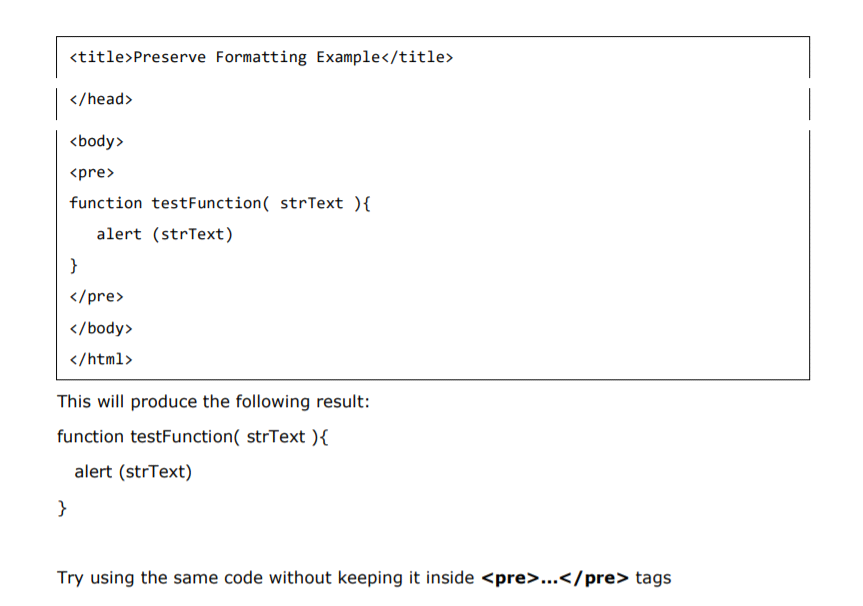 <title>Preserve Formatting Example</title>
</head>
<body>
<pre>
function testFunction( strText ){
   alert (strText)
}
</pre>
</body>
</html>
This will produce the following result:
function testFunction( strText ){
  alert (strText)
}
Try using the same code without keeping it inside <pre>...</pre> tags